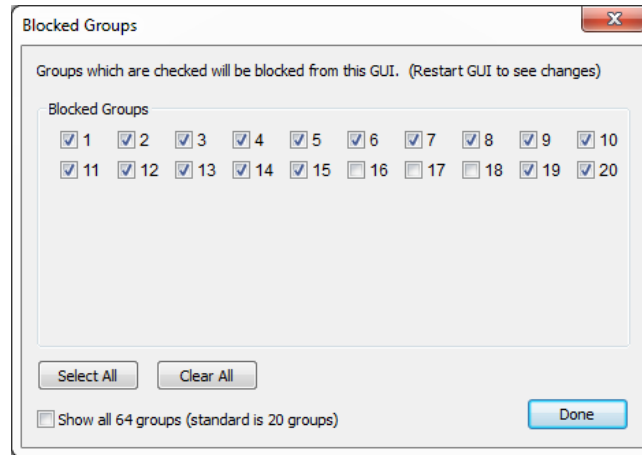 Blocked Groups
Groups which are checked will be blocked from this GUI. (Restart GUI to see changes)
Blocked Groups
1 2 3 4 5 6 7 8 9 10
11 12 13 14 15 16 17 18 19 20
Select All Clear All
Show all 64 groups (standard is 20 groups) Done